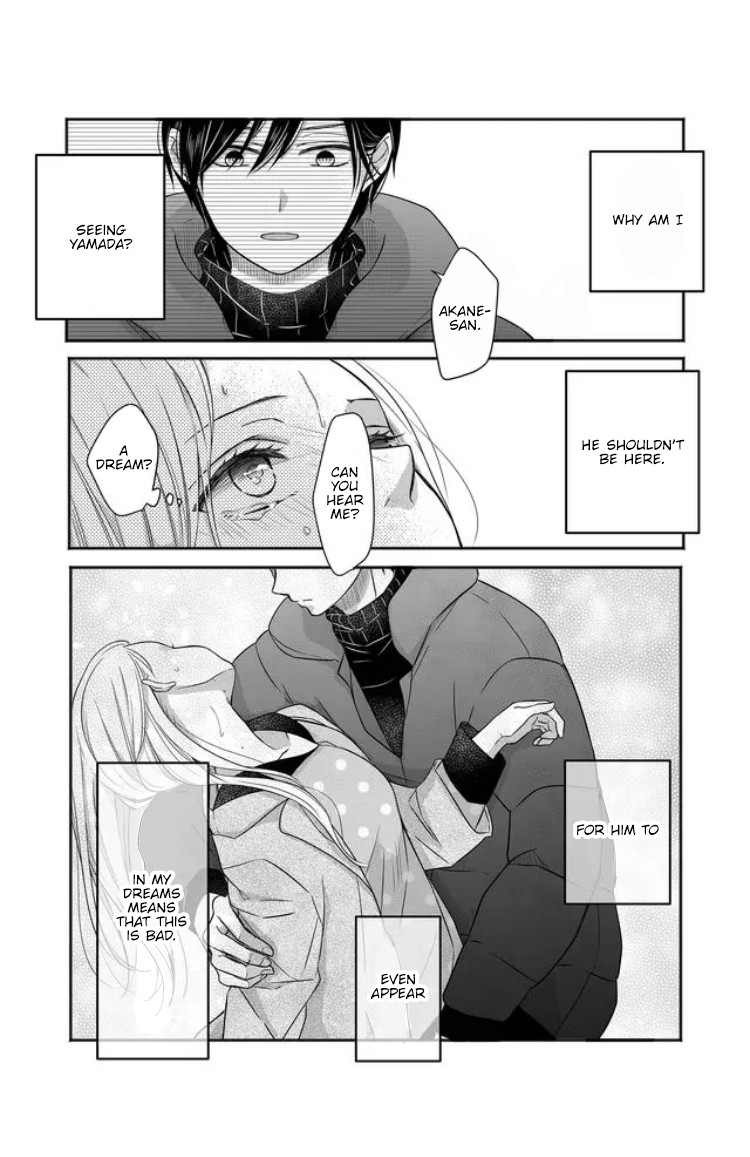 WHY AM I
SEEING
YAMADA?
AKANE-
SAN.
HE SHOULDN'T
BE HERE.
CAN
YOU
HEAR
ME?
A
DREAM?
FOR HIM TO
EVEN
APPEAR
IN MY
DREAMS
MEANS
THAT THIS
IS BAD.